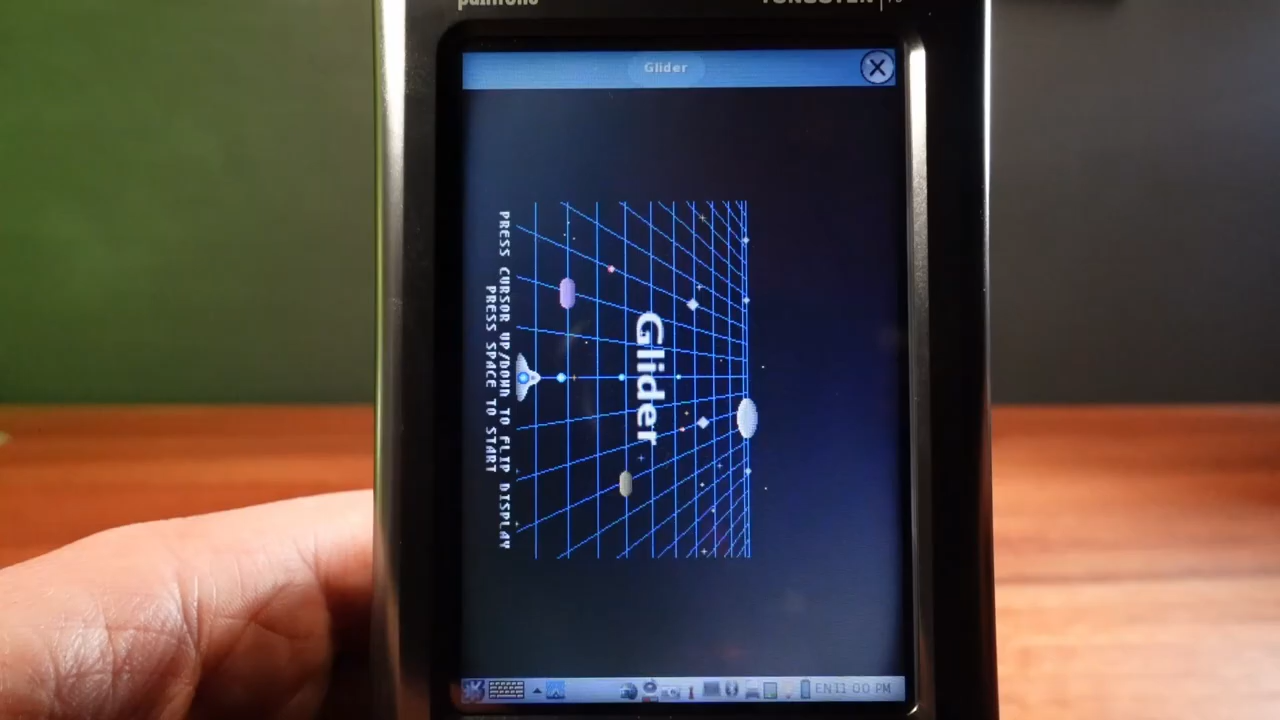 palmOne TUNGSTEN
Glider
Glider
PRESS CURSOR UP/DOWN TO FLIP DISPLAY
PRESS SPACE TO START
EN 11:00 PM